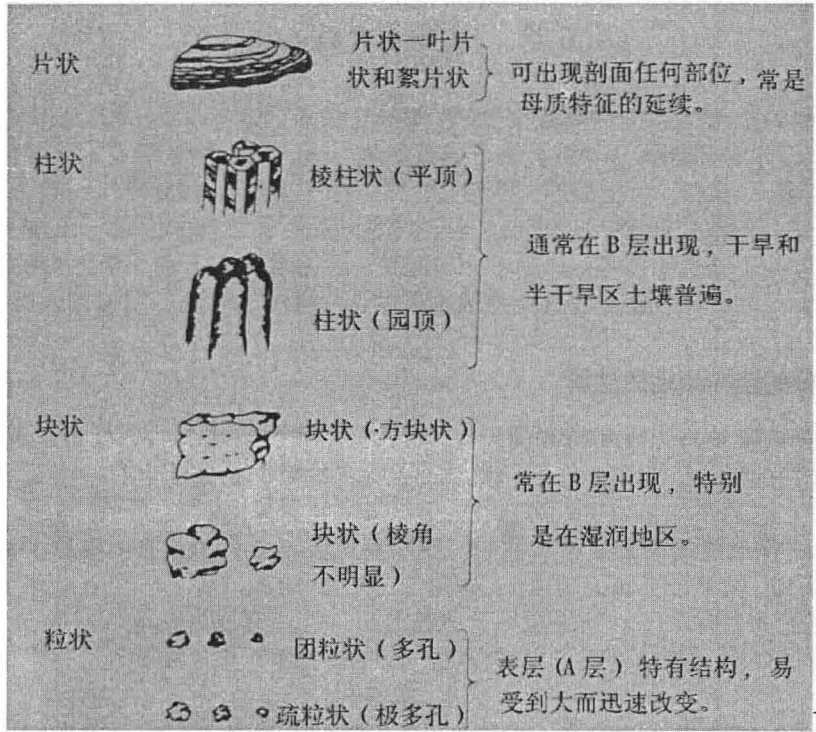 片状
片状一叶片
状和絮片状
可出现剖面任何部位，常是
母质特征的延续。
柱状
棱柱状（平顶）
柱状（园顶）
通常在B层出现，干旱和
半干旱区土壤普遍。
块状
块状（·方块状）
块状（棱角
不明显）
常在B层出现，特别
是在湿润地区。
粒状
团粒状（多孔）
疏粒状（极多孔）
表层(A层）特有结构，易
受到大而迅速改变。